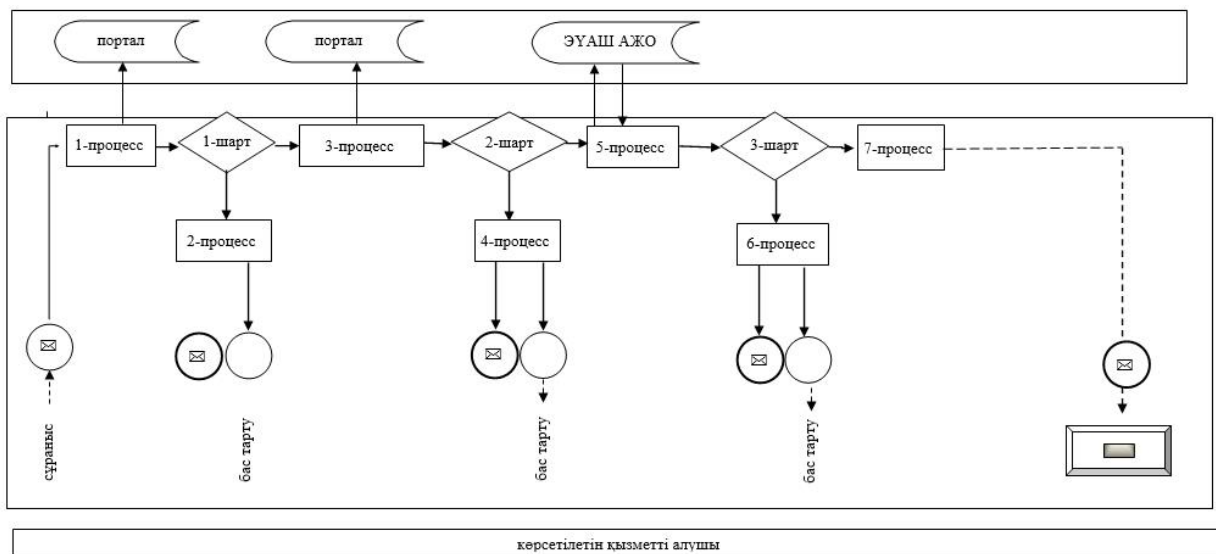 портал
портал
ЭҮАШ АЖО
1-процесс
1-шарт
3-процесс
2-шарт
5-процесс
3-шарт
7-процесс
2-процесс
4-процесс
6-процесс
сұраныс
бас тарту
бас тарту
бас тарту
көрсетілетін қызметті алушы